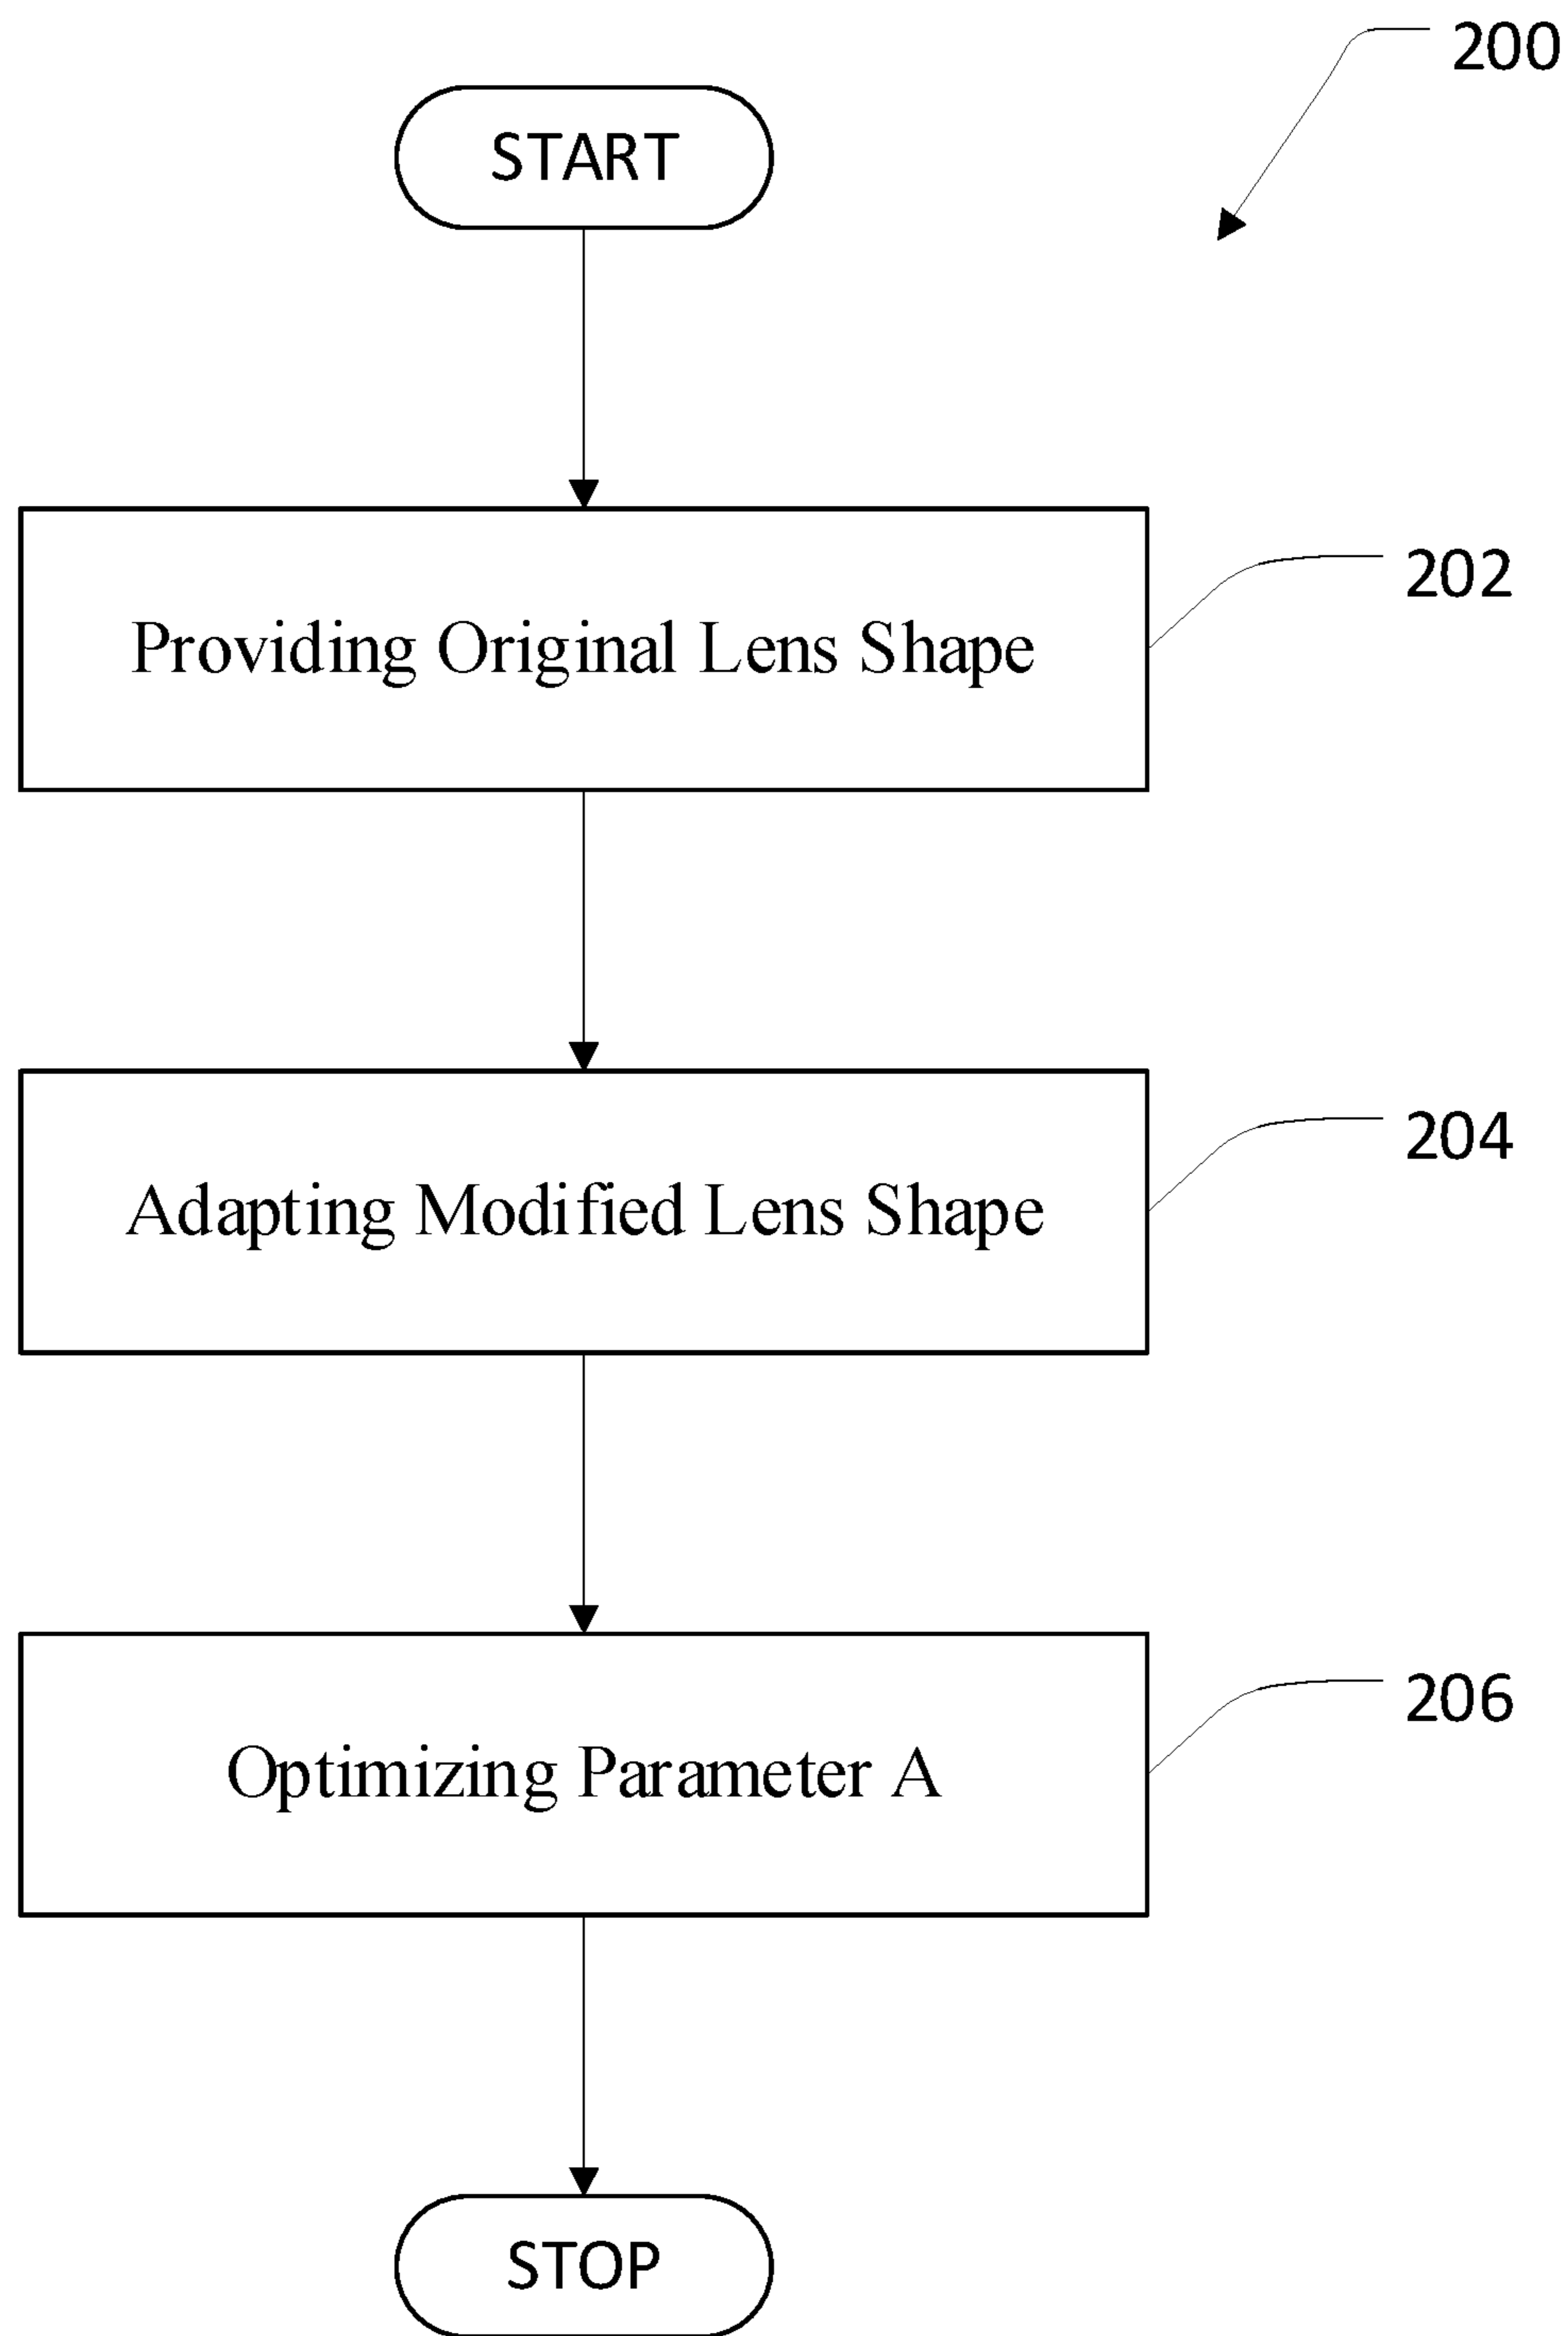 200
START
Providing Original Lens Shape
202
Adapting Modified Lens Shape
204
Optimizing Parameter A
206
STOP